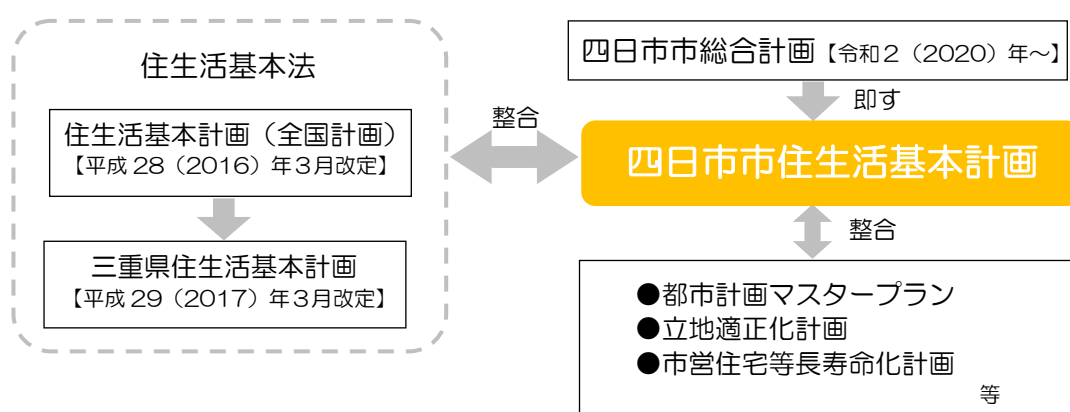 住生活基本法
住生活基本計画（全国計画）
【平成28（2016）年３月改定】
三重県住生活基本計画
【平成29（2017）年３月改定】
整合
四日市市総合計画【令和２（2020）年～】
即す
四日市市住生活基本計画
整合
●都市計画マスタープラン
●立地適正化計画
●市営住宅等長寿命化計画
等